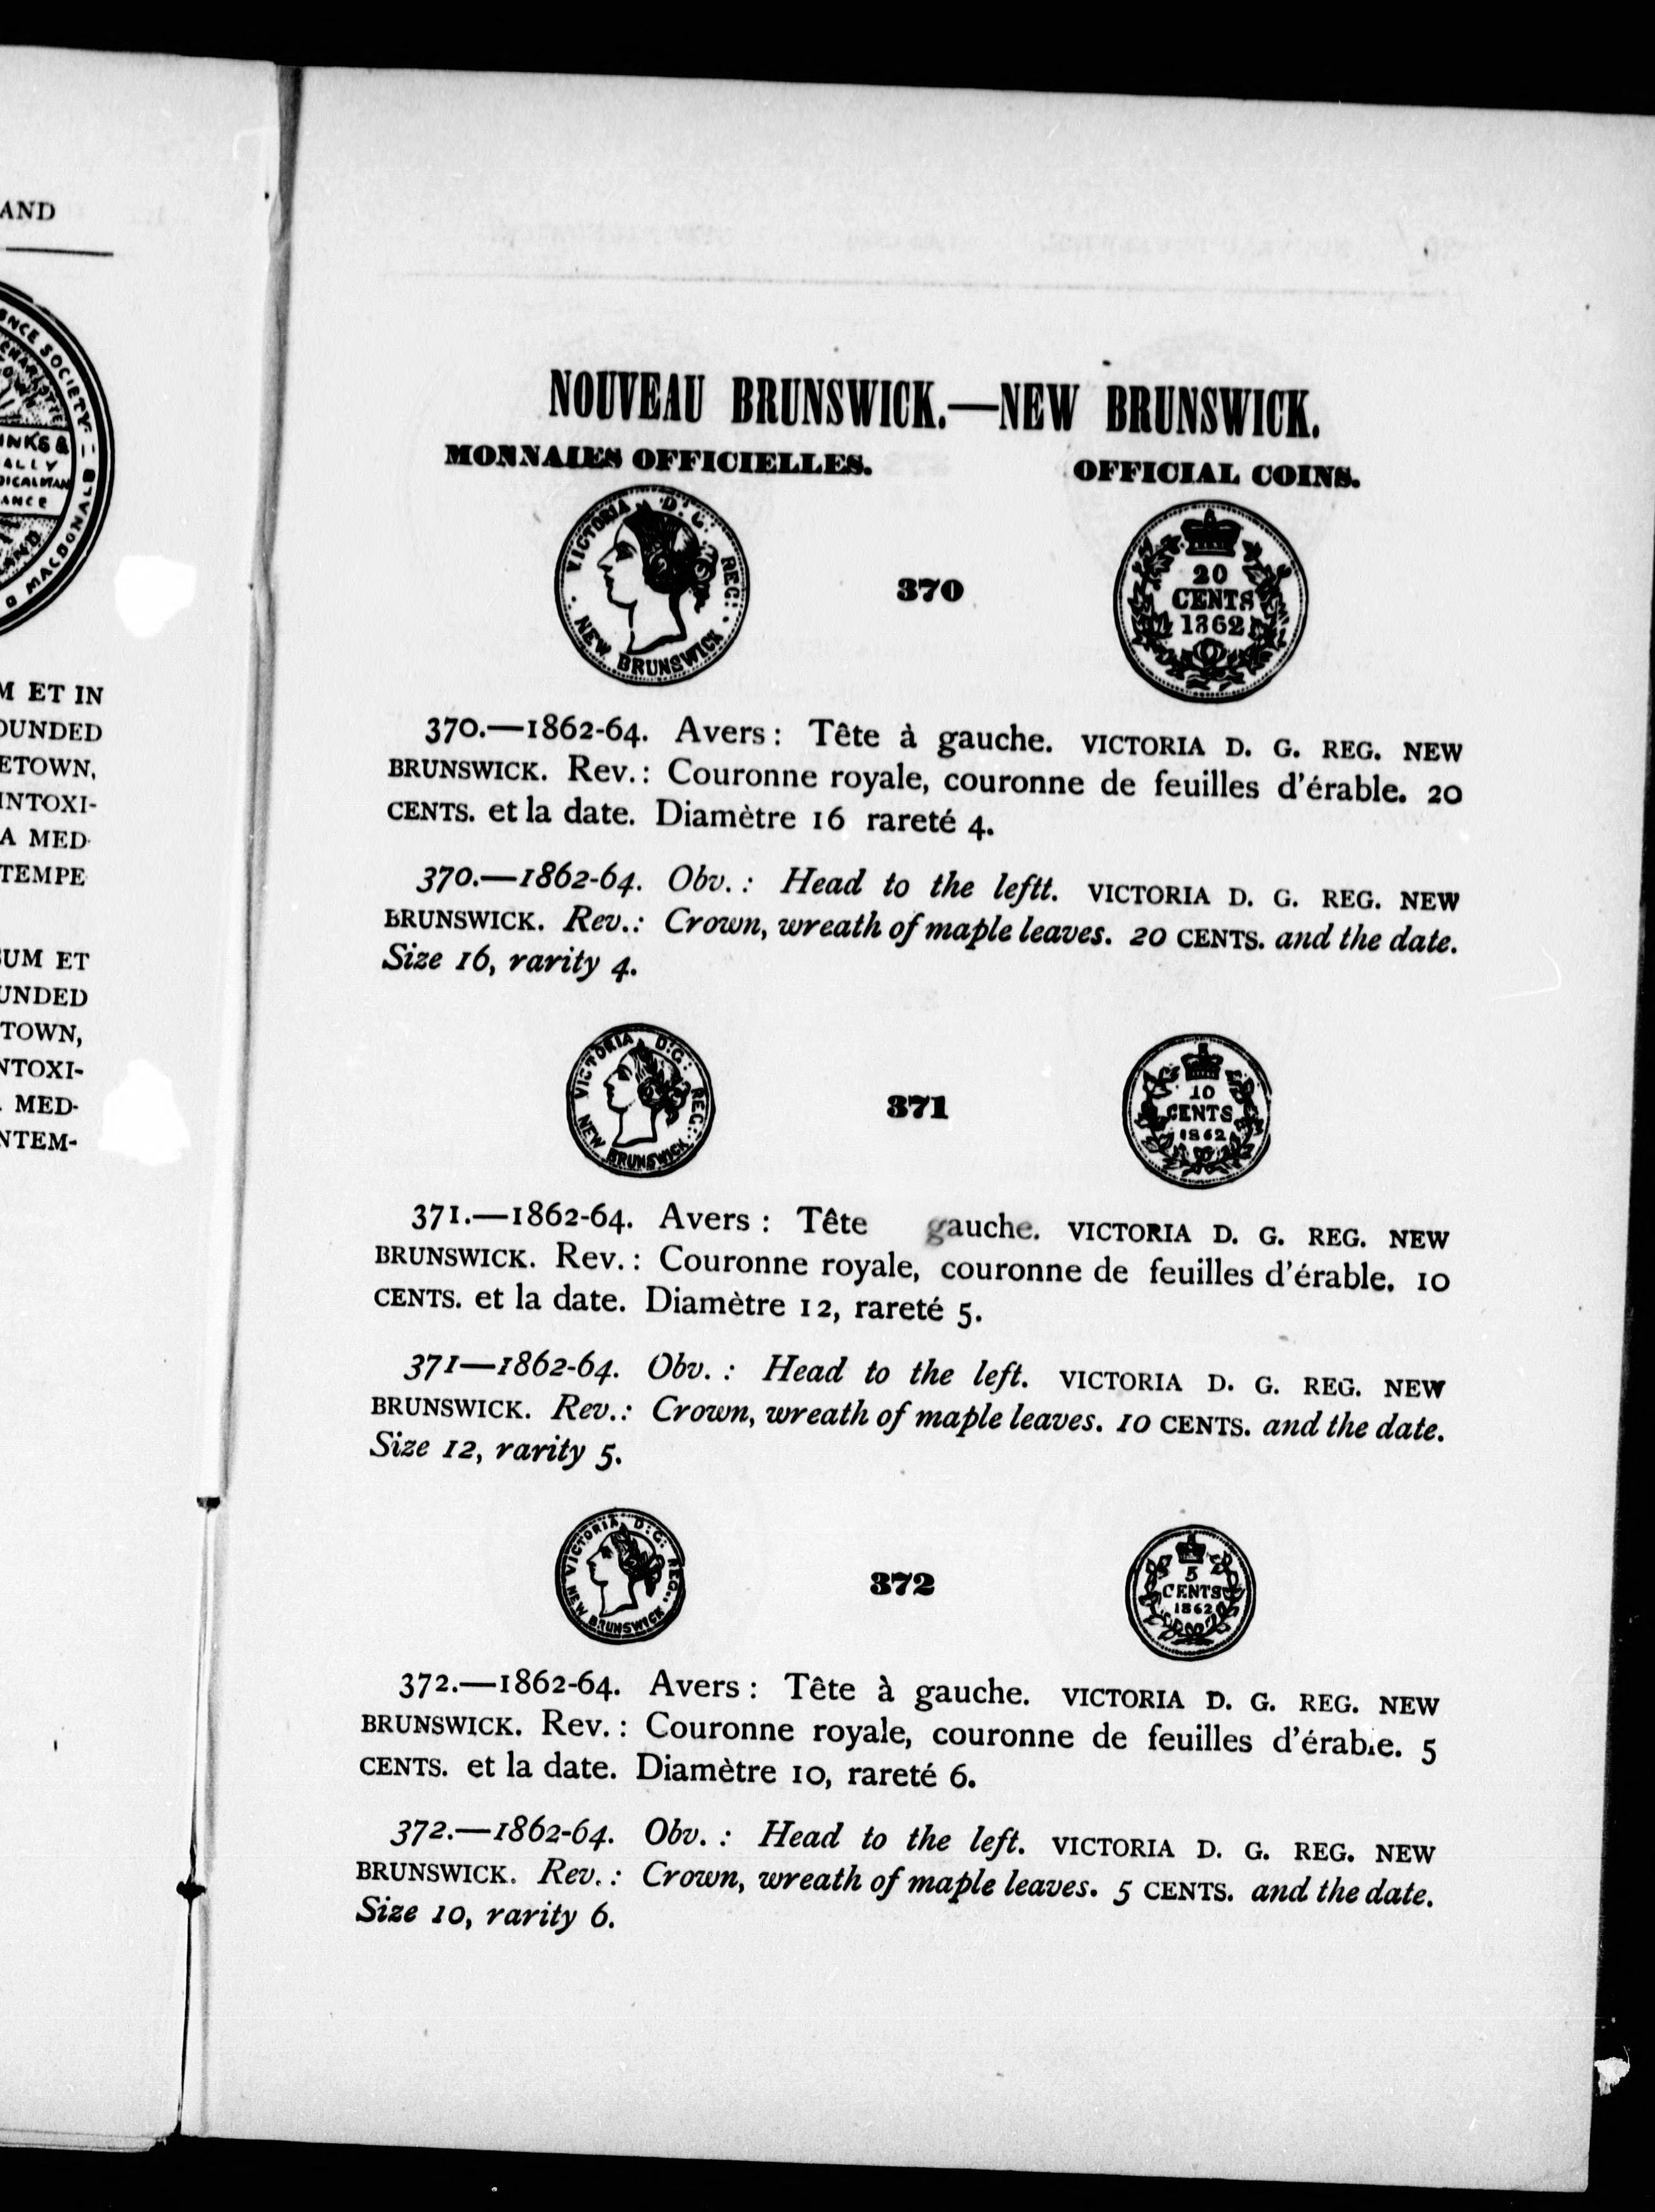 AND
NCE SOCIETY
INKS &
ALLY
DICALMAN
ANCE
LAND
MACDONALD
M ET IN
OUNDED
ETOWN,
INTOXI-
A MED-
TEMPE
SUM ET
UNDED
TOWN,
NTOXI-
MED-
NTEM-
NOUVEAU BRUNSWICK.—NEW BRUNSWICK.
MONNAIES OFFICIELLES. OFFICIAL COINS.
VICTORIA D: G: REG: NEW BRUNSWICK
370
20
CENTS
1862
370.—1862-64. Avers: Tête à gauche. VICTORIA D. G. REG. NEW
BRUNSWICK. Rev.: Couronne royale, couronne de feuilles d'érable. 20
CENTS. et la date. Diamètre 16 rareté 4.
370.—1862-64. Obv.: Head to the leftt. VICTORIA D. G. REG. NEW
BRUNSWICK. Rev.: Crown, wreath of maple leaves. 20 CENTS. and the date.
Size 16, rarity 4.
VICTORIA D:G: REG: NEW BRUNSWICK
371
10
CENTS
1862
371.—1862-64. Avers: Tête gauche. VICTORIA D. G. REG. NEW
BRUNSWICK. Rev.: Couronne royale, couronne de feuilles d'érable. 10
CENTS. et la date. Diamètre 12, rareté 5.
371—1862-64. Obv.: Head to the left. VICTORIA D. G. REG. NEW
BRUNSWICK. Rev.: Crown, wreath of maple leaves. 10 CENTS. and the date.
Size 12, rarity 5.
VICTORIA D:G: REG: NEW BRUNSWICK
372
5
CENTS
1862
372.—1862-64. Avers: Tête à gauche. VICTORIA D. G. REG. NEW
BRUNSWICK. Rev.: Couronne royale, couronne de feuilles d'érable. 5
CENTS. et la date. Diamètre 10, rareté 6.
372.—1862-64. Obv.: Head to the left. VICTORIA D. G. REG. NEW
BRUNSWICK. Rev.: Crown, wreath of maple leaves. 5 CENTS. and the date.
Size 10, rarity 6.